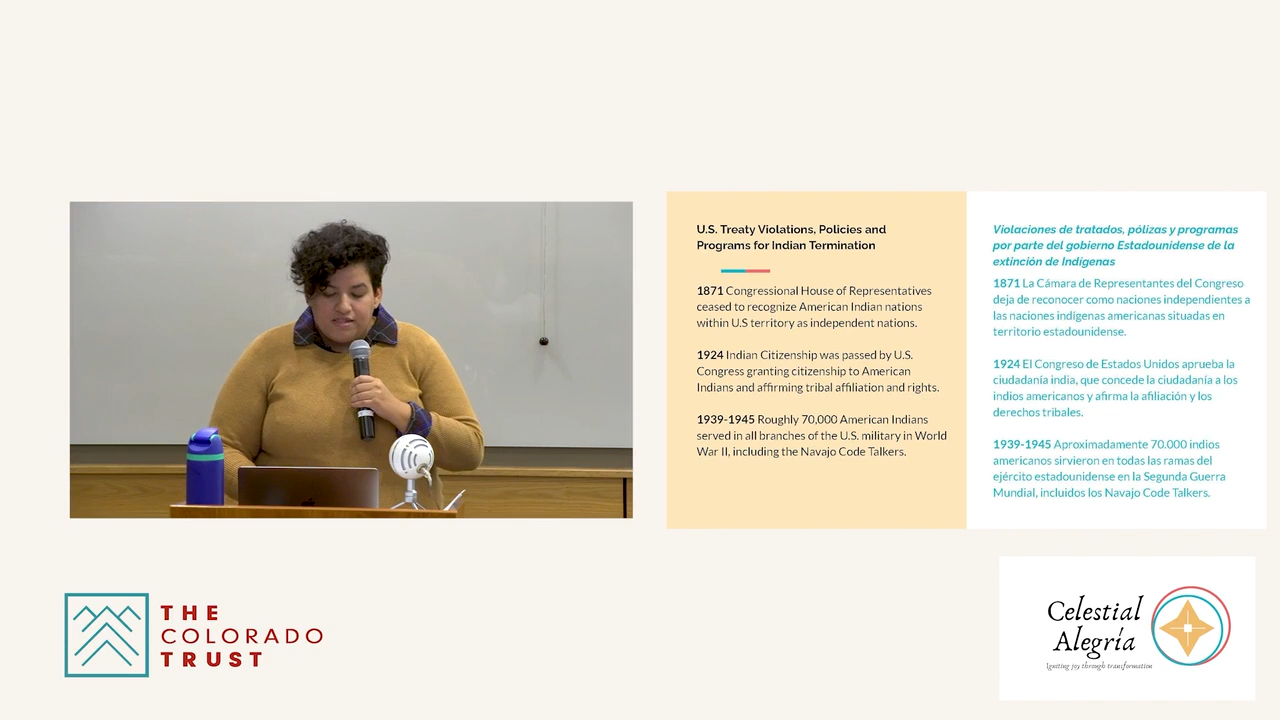 U.S. Treaty Violations, Policies and
Programs for Indian Termination
1871 Congressional House of Representatives
ceased to recognize American Indian nations
within U.S territory as independent nations.
1924 Indian Citizenship was passed by U.S.
Congress granting citizenship to American
Indians and affirming tribal affiliation and rights.
1939-1945 Roughly 70,000 American Indians
served in all branches of the U.S. military in World
War II, including the Navajo Code Talkers.
Violaciones de tratados, pólizas y programas
por parte del gobierno Estadounidense de la
extinción de Indígenas
1871 La Cámara de Representantes del Congreso
deja de reconocer como naciones independientes a
las naciones indígenas americanas situadas en
territorio estadounidense.
1924 El Congreso de Estados Unidos aprueba la
ciudadanía india, que concede la ciudadanía a los
indios americanos y afirma la afiliación y los
derechos tribales.
1939-1945 Aproximadamente 70.000 indios
americanos sirvieron en todas las ramas del
ejército estadounidense en la Segunda Guerra
Mundial, incluidos los Navajo Code Talkers.
THE
COLORADO
TRUST
Celestial
Alegría
Igniting joy through transformation